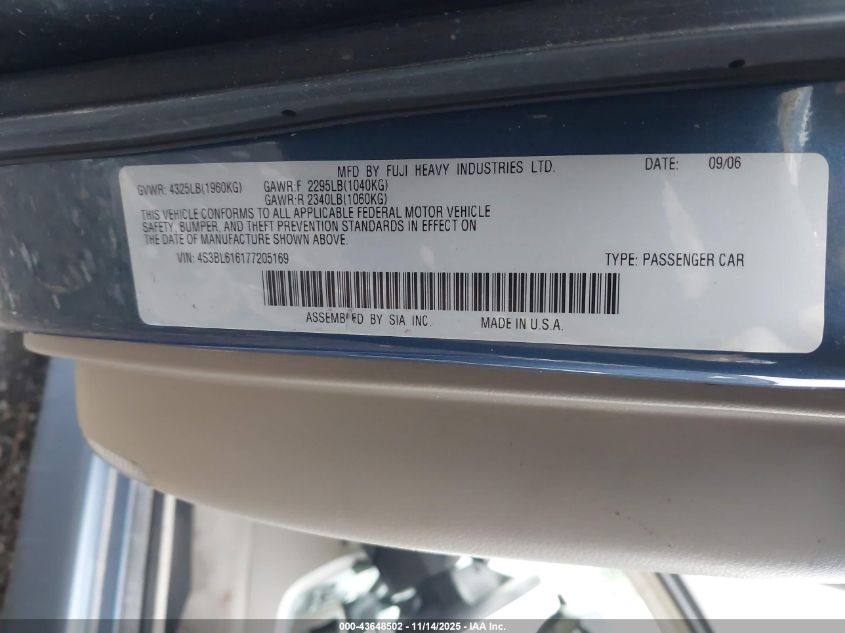 MFD BY FUJI HEAVY INDUSTRIES LTD. DATE: 09/06
GVWR: 4325LB(1960KG) GAWR:F 2295LB(1040KG)
GAWR:R 2340LB(1060KG)
THIS VEHICLE CONFORMS TO ALL APPLICABLE FEDERAL MOTOR VEHICLE
SAFETY, BUMPER, AND THEFT PREVENTION STANDARDS IN EFFECT ON
THE DATE OF MANUFACTURE SHOWN ABOVE.
VIN: 4S3BL616177205169 TYPE: PASSENGER CAR
ASSEMBLED BY SIA INC. MADE IN U.S.A.
000-43648502 - 11/14/2025 - IAA Inc.